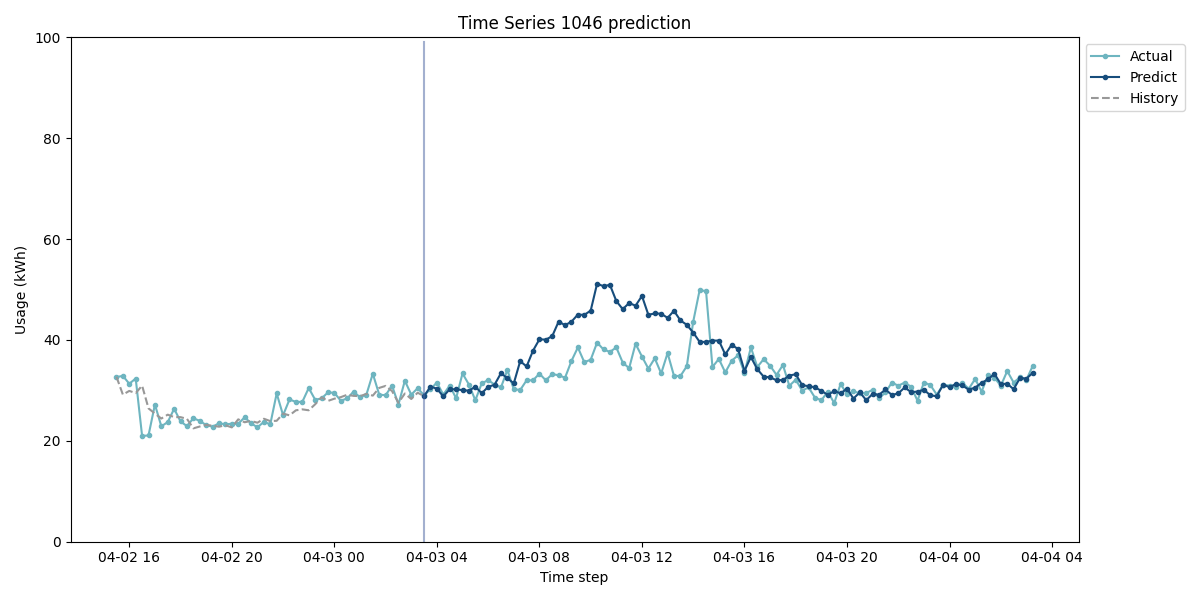 Time Series 1046 prediction
100
80
60
40
20
0
Usage (kWh)
04-02 16
04-02 20
04-03 00
04-03 04
04-03 08
04-03 12
04-03 16
04-03 20
04-04 00
04-04 04
Time step
Actual
Predict
History